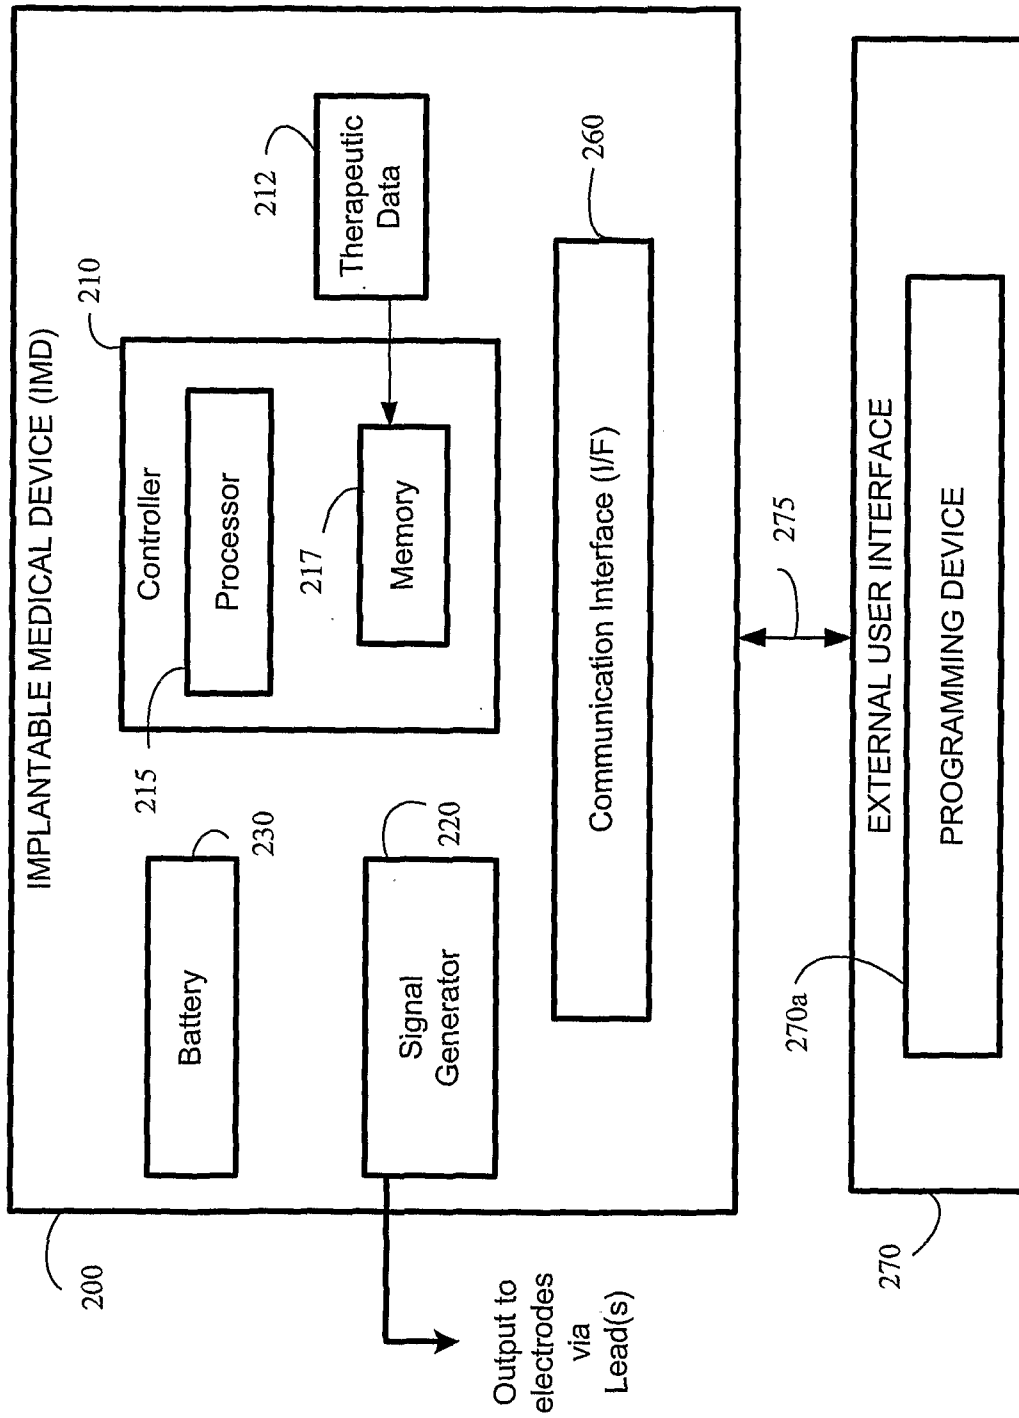 IMPLANTABLE MEDICAL DEVICE (IMD)
200
Battery
230
Controller
210
Processor
215
217
Memory
212
Therapeutic
Data
Signal
Generator
220
Output to
electrodes
via
Lead(s)
Communication Interface (I/F)
260
275
270
EXTERNAL USER INTERFACE
270a
PROGRAMMING DEVICE